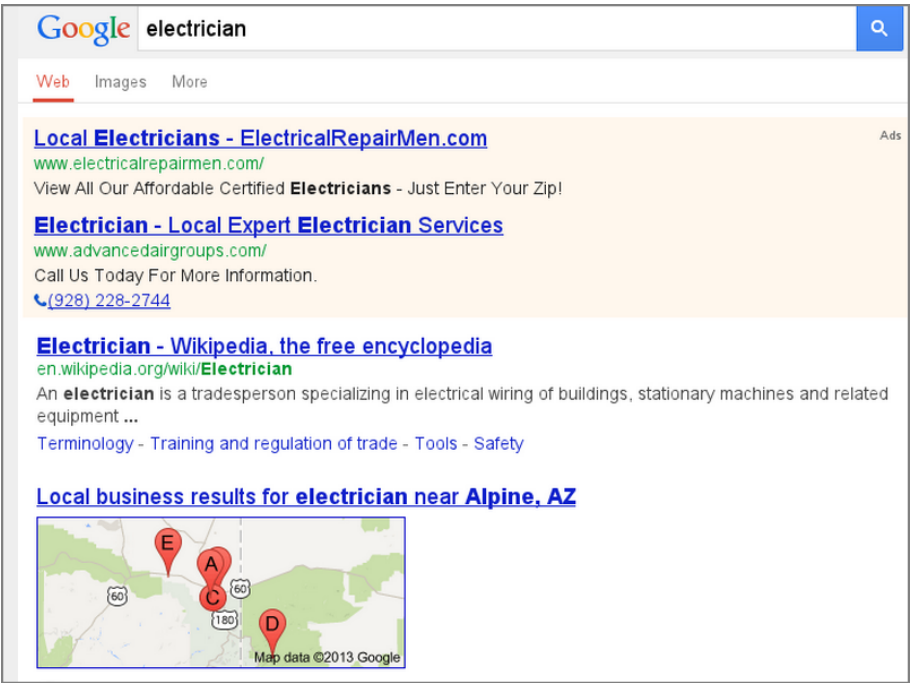 Google electrician
Web Images More
Local Electricians - ElectricalRepairMen.com
Ads
www.electricalrepairmen.com/
View All Our Affordable Certified Electricians - Just Enter Your Zip!
Electrician - Local Expert Electrician Services
www.advancedairgroups.com/
Call Us Today For More Information.
(928) 228-2744
Electrician - Wikipedia, the free encyclopedia
en.wikipedia.org/wiki/Electrician
An electrician is a tradesperson specializing in electrical wiring of buildings, stationary machines and related
equipment ...
Terminology - Training and regulation of trade - Tools - Safety
Local business results for electrician near Alpine, AZ
E
A
60
60
C
180
D
Map data ©2013 Google